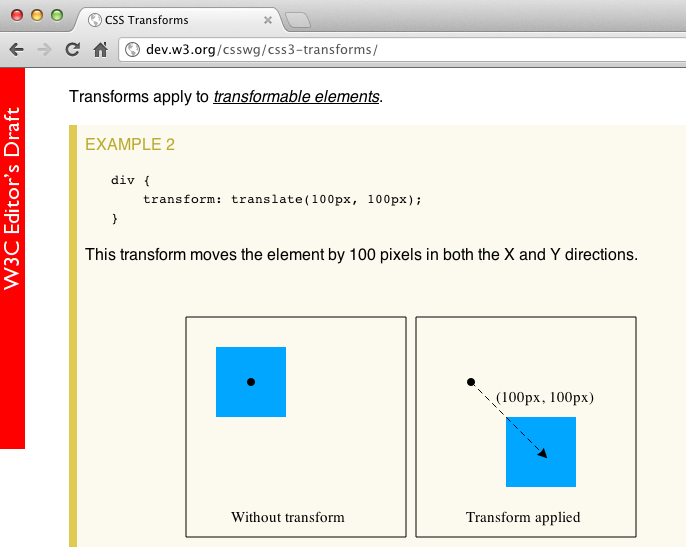 CSS Transforms
dev.w3.org/csswg/css3-transforms/
W3C Editor's Draft
Transforms apply to transformable elements.
EXAMPLE 2
div {
    transform: translate(100px, 100px);
}
This transform moves the element by 100 pixels in both the X and Y directions.
(100px, 100px)
Without transform
Transform applied